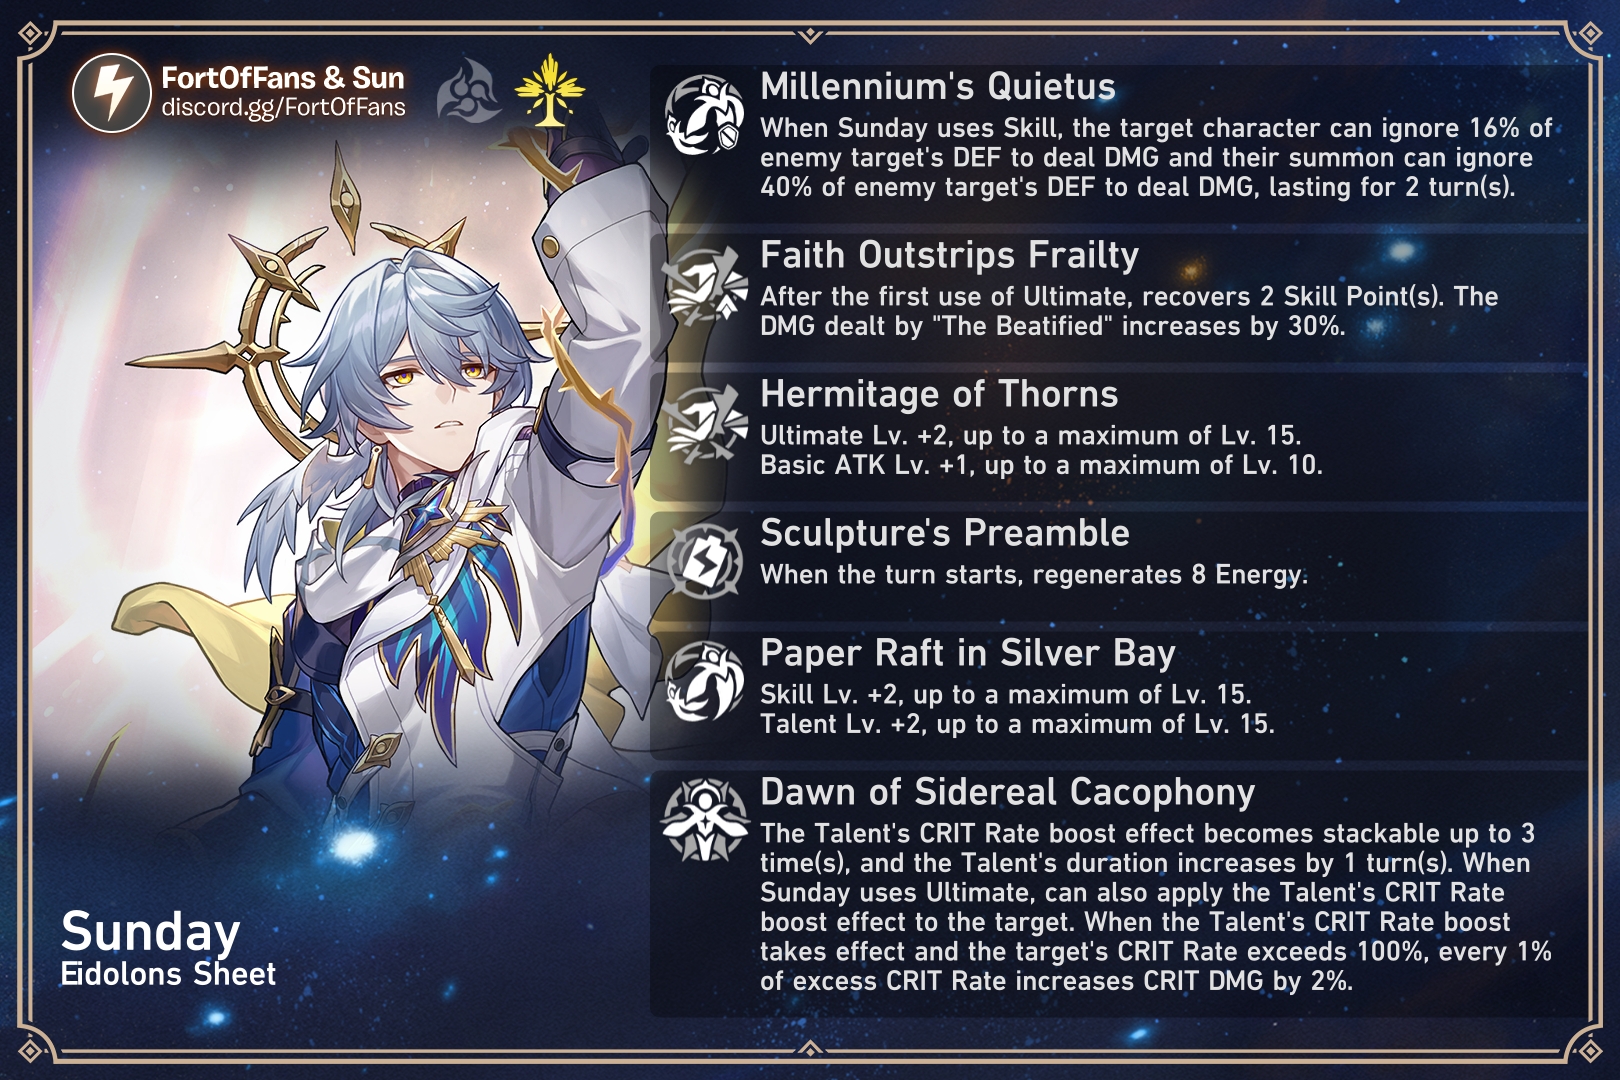 FortOfFans & Sun
discord.gg/FortOfFans
Millennium's Quietus
When Sunday uses Skill, the target character can ignore 16% of
enemy target's DEF to deal DMG and their summon can ignore
40% of enemy target's DEF to deal DMG, lasting for 2 turn(s).
Faith Outstrips Frailty
After the first use of Ultimate, recovers 2 Skill Point(s). The
DMG dealt by "The Beatified" increases by 30%.
Hermitage of Thorns
Ultimate Lv. +2, up to a maximum of Lv. 15.
Basic ATK Lv. +1, up to a maximum of Lv. 10.
Sculpture's Preamble
When the turn starts, regenerates 8 Energy.
Paper Raft in Silver Bay
Skill Lv. +2, up to a maximum of Lv. 15.
Talent Lv. +2, up to a maximum of Lv. 15.
Dawn of Sidereal Cacophony
The Talent's CRIT Rate boost effect becomes stackable up to 3
time(s), and the Talent's duration increases by 1 turn(s). When
Sunday uses Ultimate, can also apply the Talent's CRIT Rate
boost effect to the target. When the Talent's CRIT Rate boost
takes effect and the target's CRIT Rate exceeds 100%, every 1%
of excess CRIT Rate increases CRIT DMG by 2%.
Sunday
Eidolons Sheet